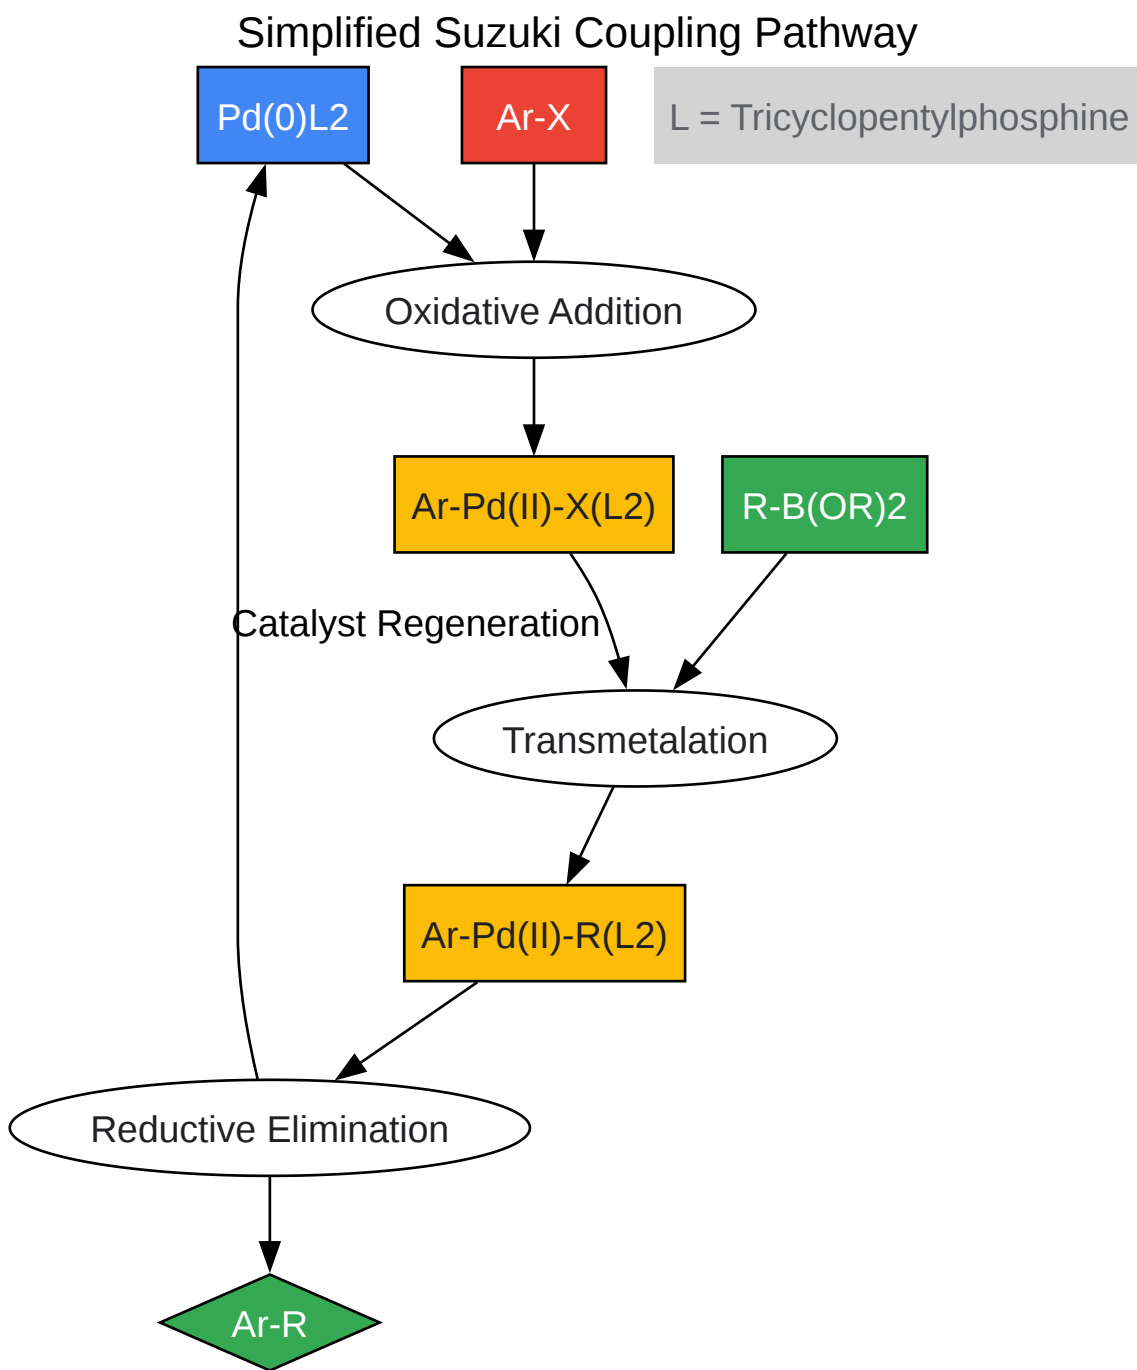 Simplified Suzuki Coupling Pathway
Pd(0)L2
Ar-X
L = Tricyclopentylphosphine
Oxidative Addition
Ar-Pd(II)-X(L2)
R-B(OR)2
Catalyst Regeneration
Transmetalation
Ar-Pd(II)-R(L2)
Reductive Elimination
Ar-R